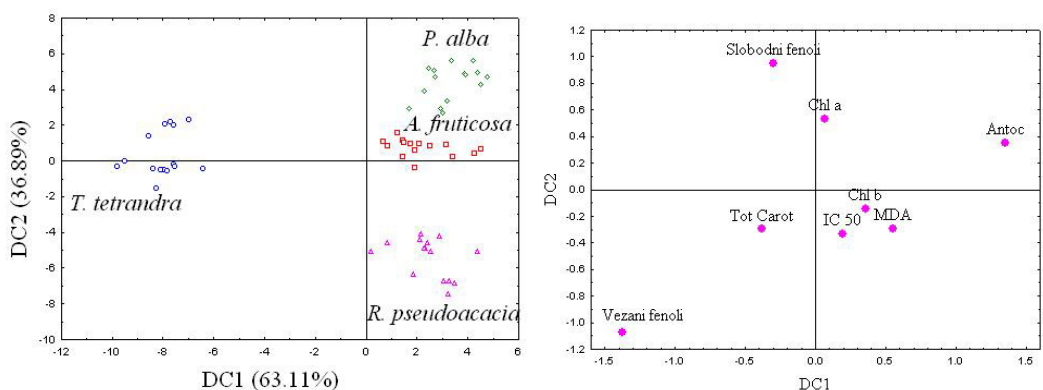 8
6
4
2
0
-2
-4
-6
-8
-10
DC2 (36.89%)
P. alba
A. fruticosa
T. tetrandra
R. pseudoacacia
-12 -10 -8 -6 -4 -2 0 2 4 6
DC1 (63.11%)
1.2
1.0
0.8
0.6
0.4
0.2
0.0
-0.2
-0.4
-0.6
-0.8
-1.0
-1.2
DC2
Slobodni fenoli
Chl a
Antoc
Chl b
Tot Carot IC 50 MDA
Vezani fenoli
-1.5 -1.0 -0.5 0.0 0.5 1.0 1.5
DC1